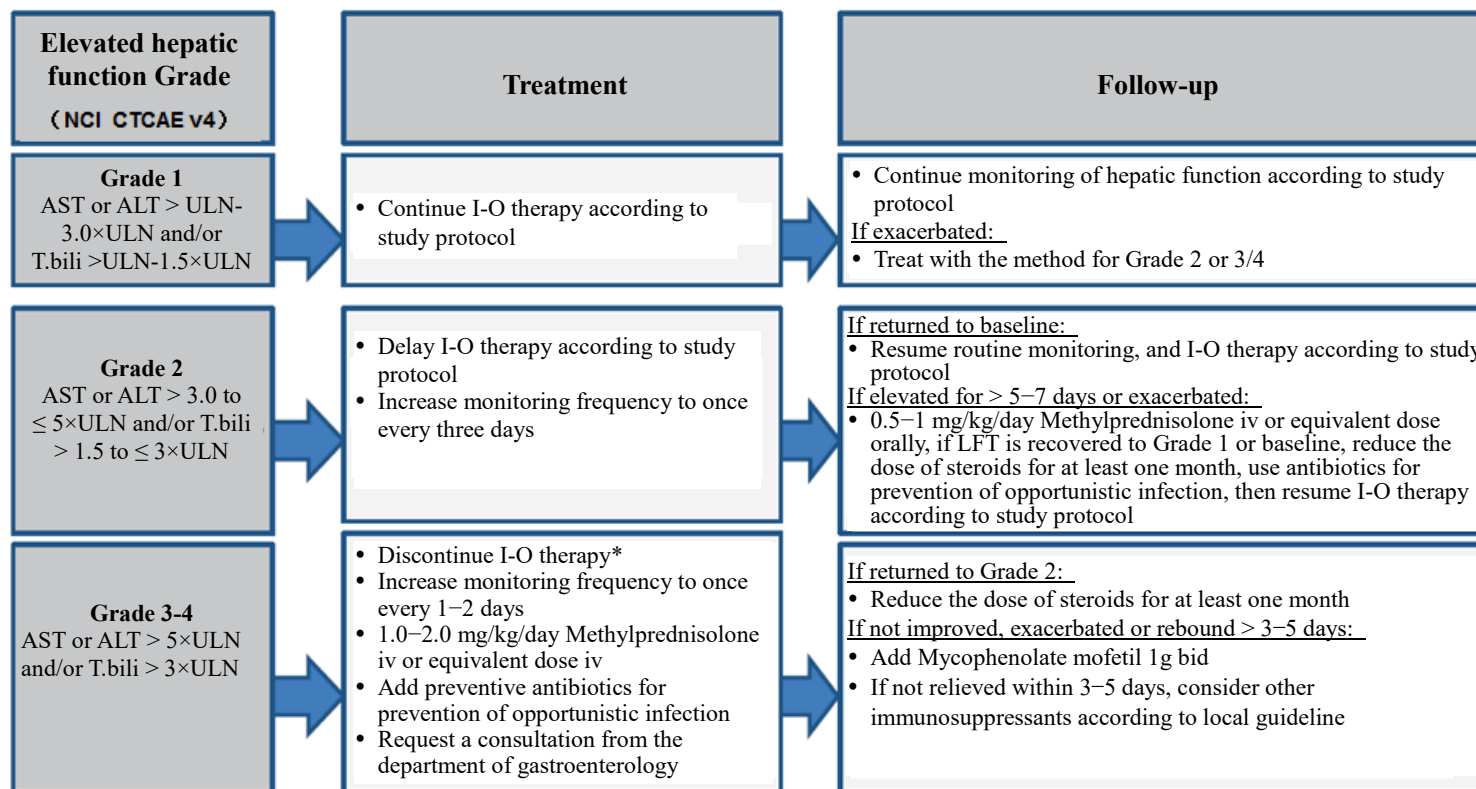 Elevated hepatic
function Grade
(NCI CTCAE v4)
Treatment
Follow-up
Grade 1
AST or ALT > ULN-
3.0×ULN and/or
T.bili >ULN-1.5×ULN
• Continue I-O therapy according to
study protocol
• Continue monitoring of hepatic function according to study
protocol
If exacerbated:
• Treat with the method for Grade 2 or 3/4
Grade 2
AST or ALT > 3.0 to
≤ 5×ULN and/or T.bili
> 1.5 to ≤ 3×ULN
• Delay I-O therapy according to study
protocol
• Increase monitoring frequency to once
every three days
If returned to baseline:
• Resume routine monitoring, and I-O therapy according to study
protocol
If elevated for > 5−7 days or exacerbated:
• 0.5−1 mg/kg/day Methylprednisolone iv or equivalent dose
orally, if LFT is recovered to Grade 1 or baseline, reduce the
dose of steroids for at least one month, use antibiotics for
prevention of opportunistic infection, then resume I-O therapy
according to study protocol
Grade 3-4
AST or ALT > 5×ULN
and/or T.bili > 3×ULN
• Discontinue I-O therapy*
• Increase monitoring frequency to once
every 1−2 days
• 1.0−2.0 mg/kg/day Methylprednisolone
iv or equivalent dose iv
• Add preventive antibiotics for
prevention of opportunistic infection
• Request a consultation from the
department of gastroenterology
If returned to Grade 2:
• Reduce the dose of steroids for at least one month
If not improved, exacerbated or rebound > 3−5 days:
• Add Mycophenolate mofetil 1g bid
• If not relieved within 3−5 days, consider other
immunosuppressants according to local guideline